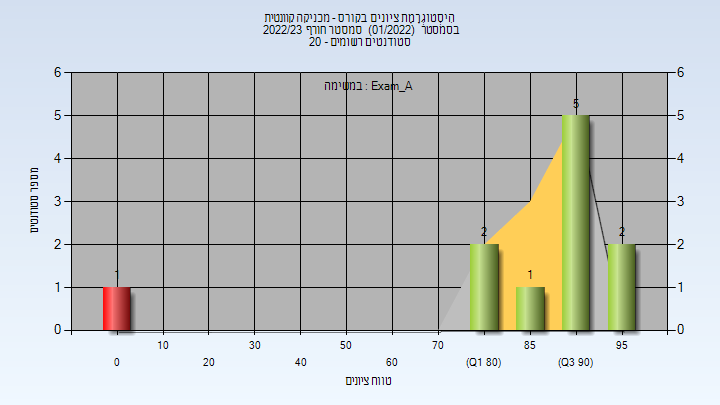 היסטוגרמת ציונים בקורס - מכניקה קוונטית
בסמסטר (01/2022) סמסטר חורף 2022/23
סטודנטים רשומים - 20
במשימה : Exam_A
מספר סטודנטים
6 6
5 5
4 4
3 3
2 2
1 1
0 0
1 2 1 5 2
10 30 50 70 85 95
0 20 40 60 (Q1 80) (Q3 90)
טווח ציונים